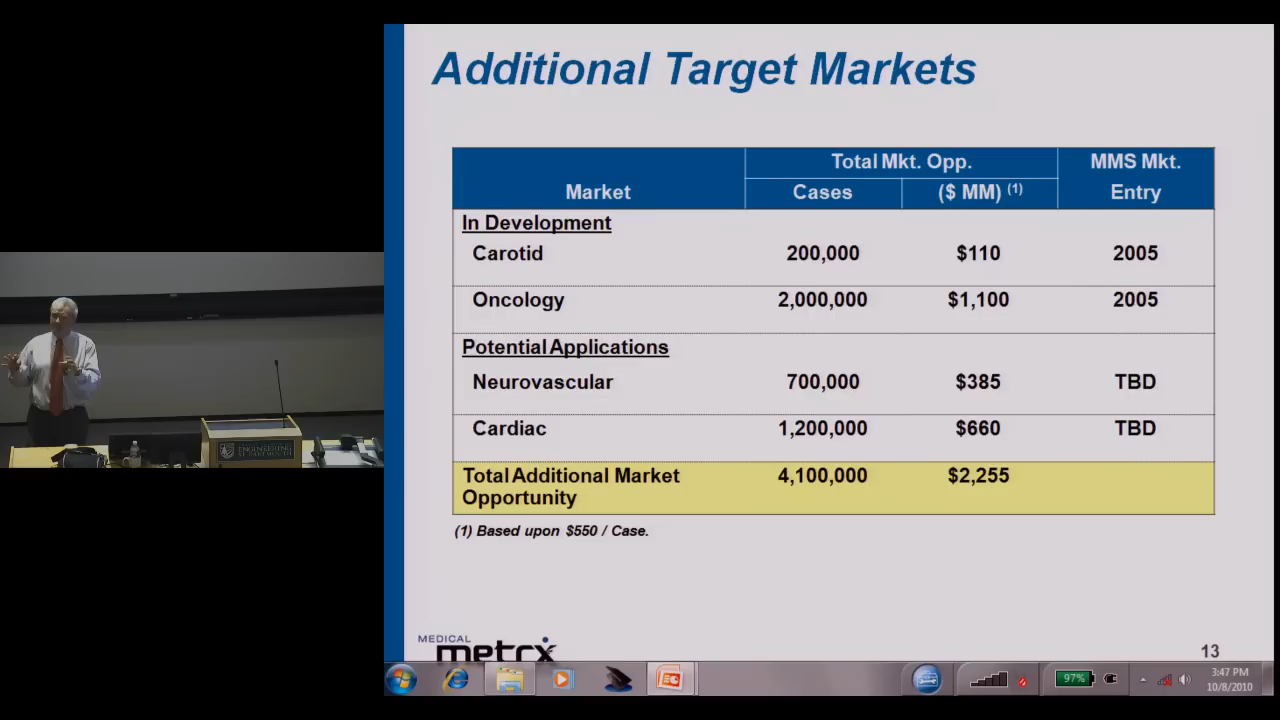 Additional Target Markets
Total Mkt. Opp.
MMS Mkt.
Market
Cases
($ MM) (1)
Entry
In Development
Carotid 200,000 $110 2005
Oncology 2,000,000 $1,100 2005
Potential Applications
Neurovascular 700,000 $385 TBD
Cardiac 1,200,000 $660 TBD
Total Additional Market
Opportunity
4,100,000 $2,255
(1) Based upon $550 / Case.
MEDICAL
metrx
13
97%
3:47 PM
10/8/2010
ENGINEERING
AT DARTMOUTH